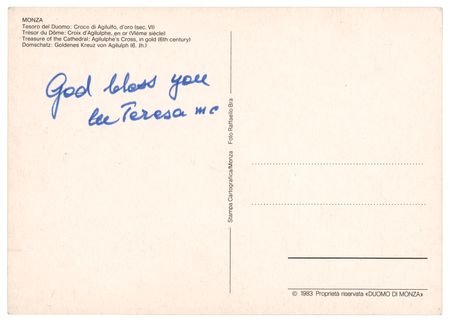 MONZA
Tesoro del Duomo: Croce di Agilulfo, d'oro (sec. VI)
Trésor du Dôme: Croix d'Agilulphe, en or (VIème siècle)
Treasure of the Cathedral: Agilulphe's Cross, in gold (6th century)
Domschatz: Goldenes Kreuz von Agilulph (6. Jh.)
God bless you
lee Teresa mc
Stampa Cartografica/Monza Foto Raffaello Bra
© 1983 Proprietà riservata «DUOMO DI MONZA»